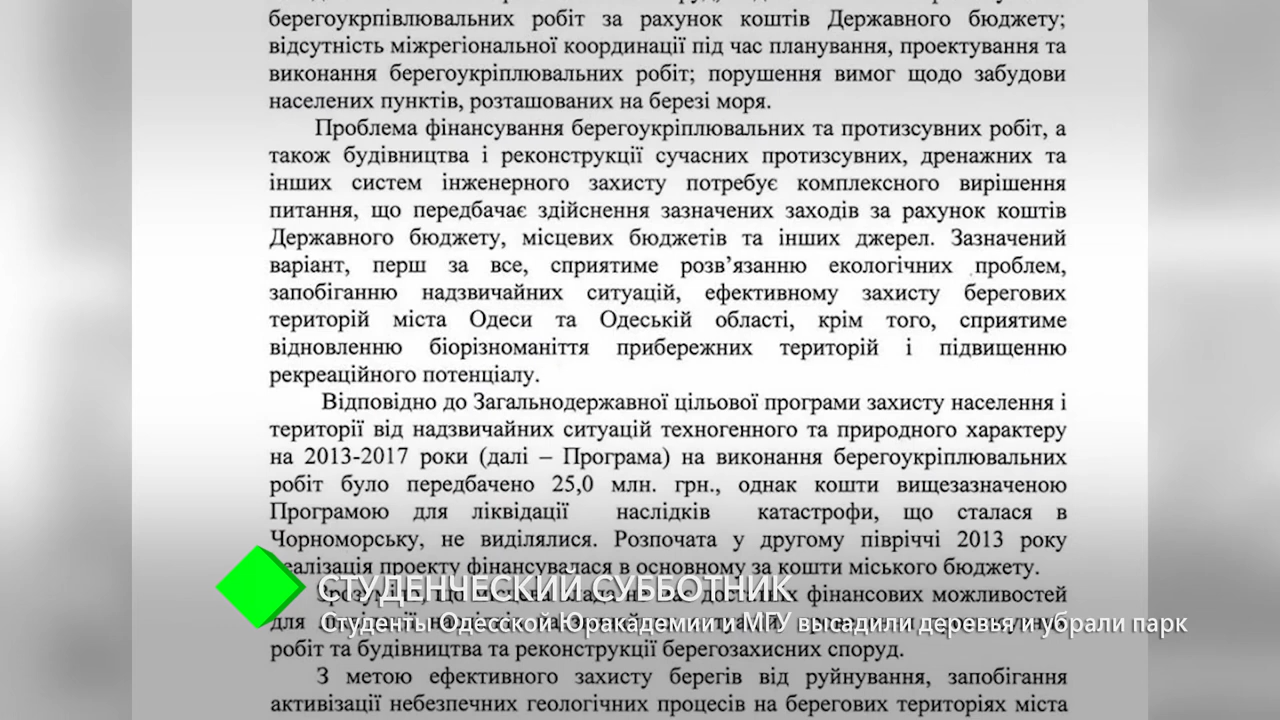 берегоукрпівлювальних робіт за рахунок коштів Державного бюджету;
відсутність міжрегіональної координації під час планування, проектування та
виконання берегоукріплювальних робіт; порушення вимог щодо забудови
населених пунктів, розташованих на березі моря.
Проблема фінансування берегоукріплювальних та протизсувних робіт, а
також будівництва і реконструкції сучасних протизсувних, дренажних та
інших систем інженерного захисту потребує комплексного вирішення
питання, що передбачає здійснення зазначених заходів за рахунок коштів
Державного бюджету, місцевих бюджетів та інших джерел. Зазначений
варіант, перш за все, сприятиме розв’язанню екологічних проблем,
запобіганню надзвичайних ситуацій, ефективному захисту берегових
територій міста Одеси та Одеській області, крім того, сприятиме
відновленню біорізноманіття прибережних територій і підвищенню
рекреаційного потенціалу.
Відповідно до Загальнодержавної цільової програми захисту населення і
території від надзвичайних ситуацій техногенного та природного характеру
на 2013-2017 роки (далі – Програма) на виконання берегоукріплювальних
робіт було передбачено 25,0 млн. грн., однак кошти вищезазначеною
Програмою для ліквідації наслідків катастрофи, що сталася в
Чорноморську, не виділялися. Розпочата у другому півріччі 2013 року
реалізація проекту фінансувалася в основному за кошти міського бюджету.
СТУДЕНЧЕСКИЙ СУББОТНИК
фінансових можливостей
для
Студенты Одесской Юракадемии и МГУ высадили деревья и убрали парк
робіт та будівництва та реконструкції берегозахисних споруд.
З метою ефективного захисту берегів від руйнування, запобігання
активізації небезпечних геологічних процесів на берегових територіях міста